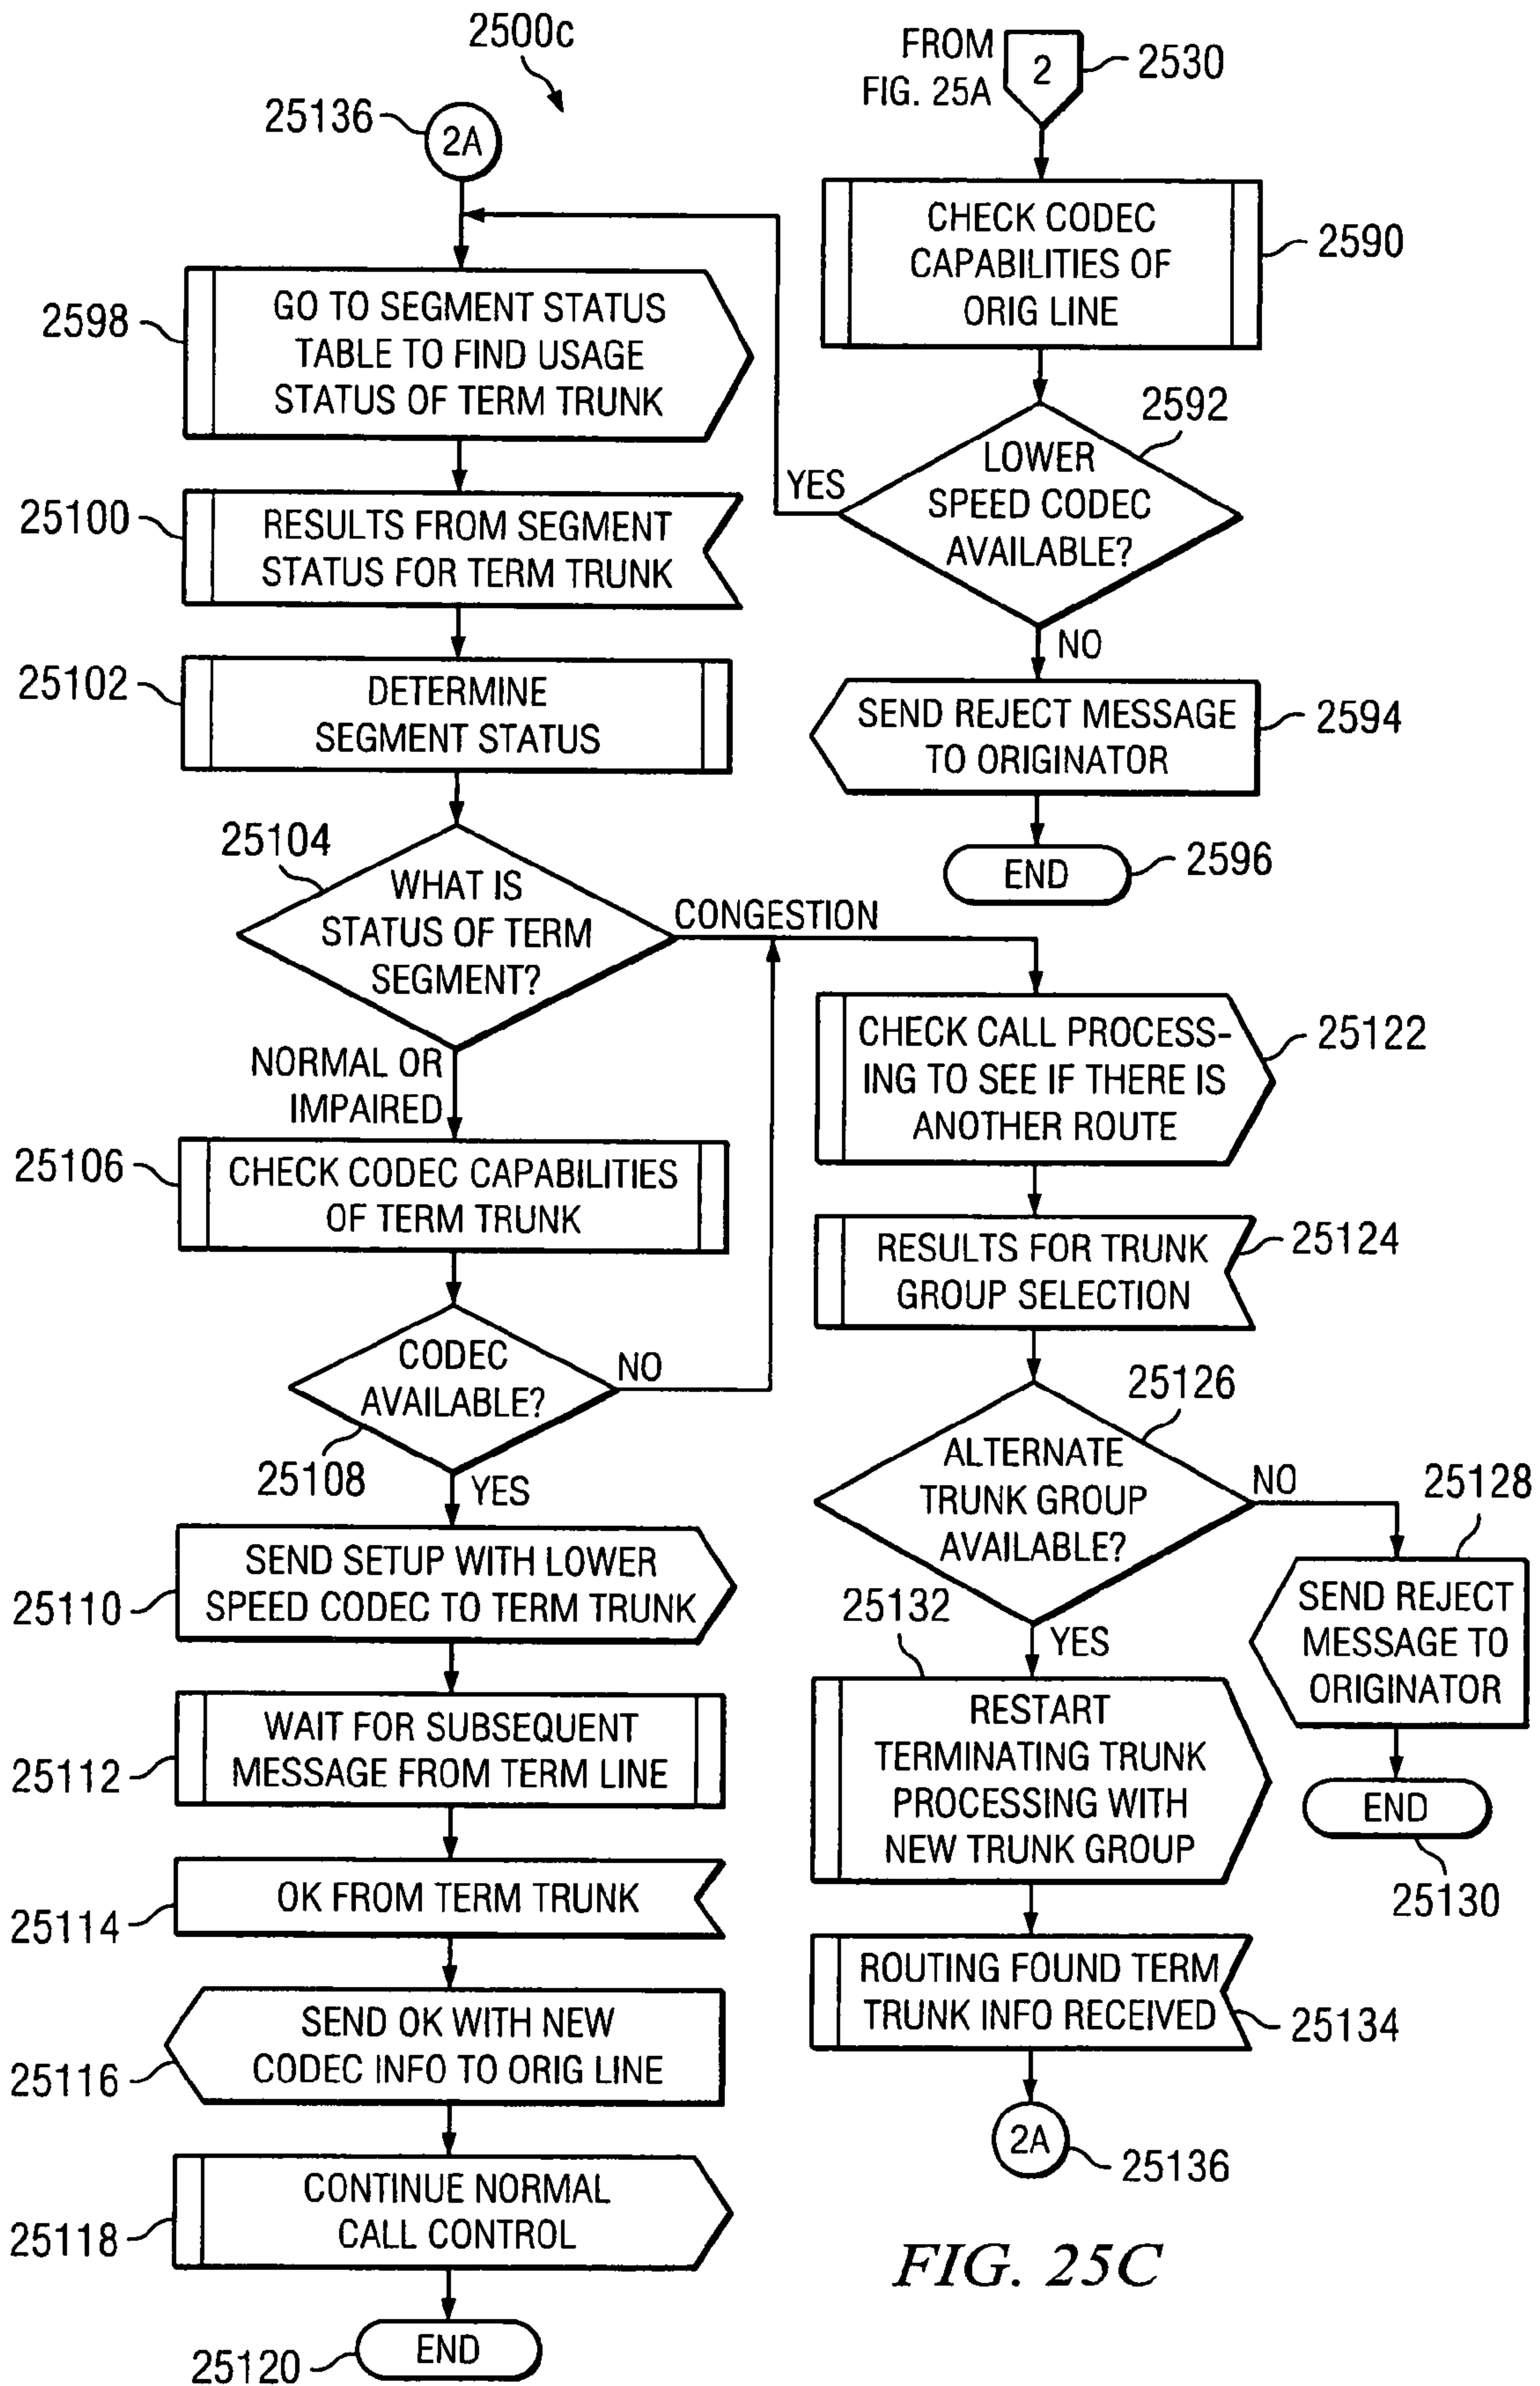 2500c
25136
2A
FROM
FIG. 25A
2
2530
CHECK CODEC
CAPABILITIES OF
ORIG LINE
2590
2598
GO TO SEGMENT STATUS
TABLE TO FIND USAGE
STATUS OF TERM TRUNK
2592
LOWER
SPEED CODEC
AVAILABLE?
YES
NO
25100
RESULTS FROM SEGMENT
STATUS FOR TERM TRUNK
25102
DETERMINE
SEGMENT STATUS
SEND REJECT MESSAGE
TO ORIGINATOR
2594
END
2596
25104
WHAT IS
STATUS OF TERM
SEGMENT?
CONGESTION
NORMAL OR
IMPAIRED
25106
CHECK CODEC CAPABILITIES
OF TERM TRUNK
CODEC
AVAILABLE?
NO
25108
YES
25110
SEND SETUP WITH LOWER
SPEED CODEC TO TERM TRUNK
25112
WAIT FOR SUBSEQUENT
MESSAGE FROM TERM LINE
25114
OK FROM TERM TRUNK
25116
SEND OK WITH NEW
CODEC INFO TO ORIG LINE
25118
CONTINUE NORMAL
CALL CONTROL
25120
END
CHECK CALL PROCESS-
ING TO SEE IF THERE IS
ANOTHER ROUTE
25122
RESULTS FOR TRUNK
GROUP SELECTION
25124
25126
ALTERNATE
TRUNK GROUP
AVAILABLE?
NO
25128
SEND REJECT
MESSAGE TO
ORIGINATOR
END
25130
YES
25132
RESTART
TERMINATING TRUNK
PROCESSING WITH
NEW TRUNK GROUP
ROUTING FOUND TERM
TRUNK INFO RECEIVED
25134
2A
25136
FIG. 25C